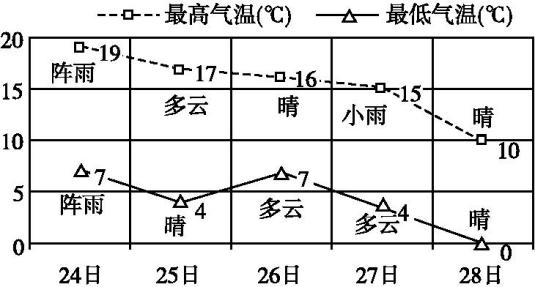 最高气温(℃) 最低气温(℃)
20
19
阵雨
17
16
15
15
多云
晴
小雨
晴
10
10
7
7
阵雨
5
4
4
晴
多云
多云
晴
0
0
24日 25日 26日 27日 28日